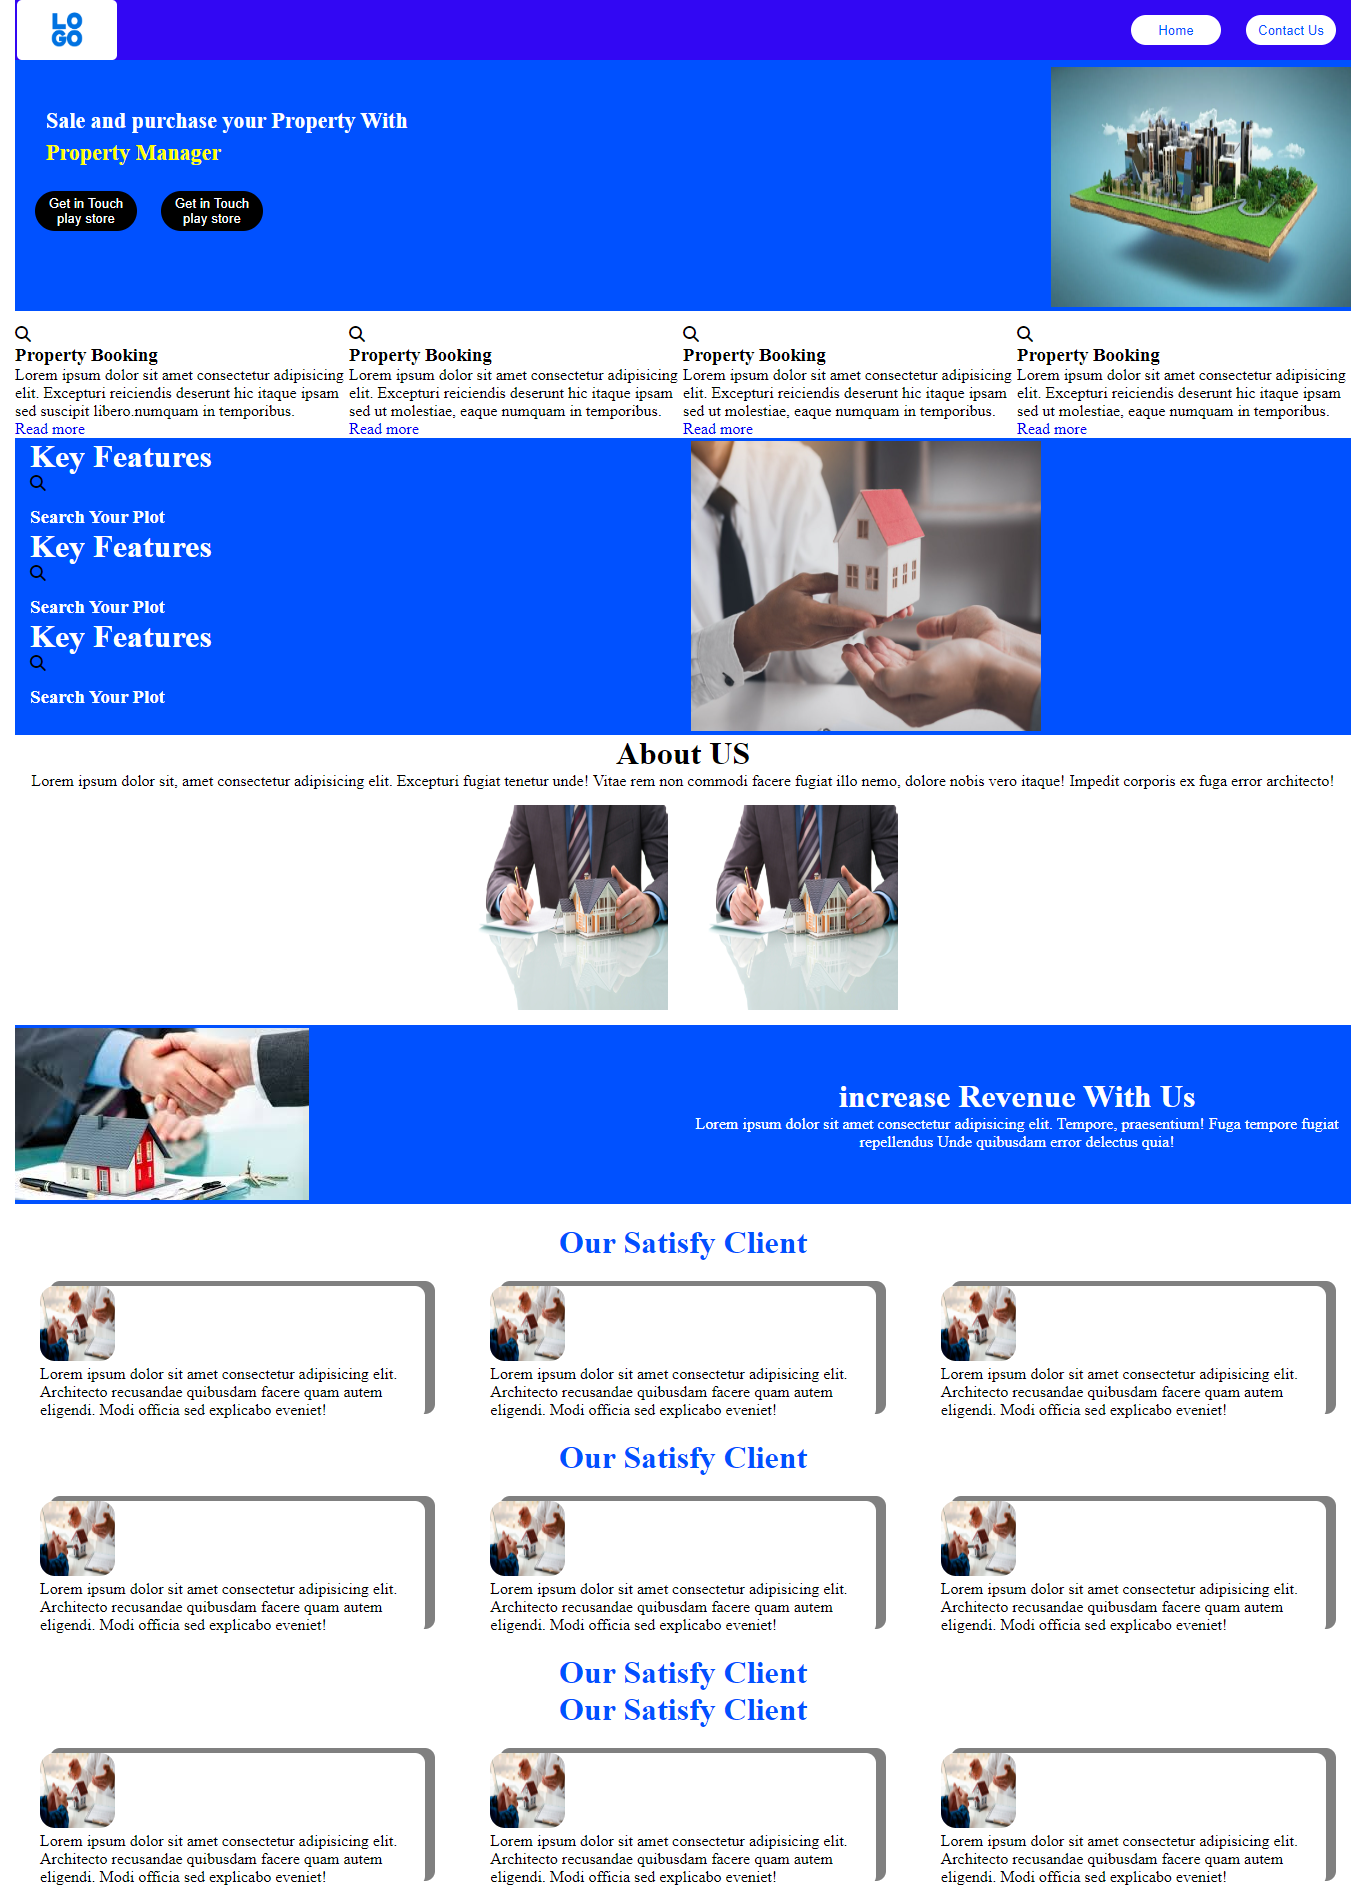 LO
GO
Home
Contact Us
Sale and purchase your Property With
Property Manager
Get in Touch
play store
Get in Touch
play store
Property Booking
Lorem ipsum dolor sit amet consectetur adipisicing
elit. Excepturi reiciendis deserunt hic itaque ipsam
sed suscipit libero.numquam in temporibus.
Read more
Property Booking
Lorem ipsum dolor sit amet consectetur adipisicing
elit. Excepturi reiciendis deserunt hic itaque ipsam
sed ut molestiae, eaque numquam in temporibus.
Read more
Property Booking
Lorem ipsum dolor sit amet consectetur adipisicing
elit. Excepturi reiciendis deserunt hic itaque ipsam
sed ut molestiae, eaque numquam in temporibus.
Read more
Property Booking
Lorem ipsum dolor sit amet consectetur adipisicing
elit. Excepturi reiciendis deserunt hic itaque ipsam
sed ut molestiae, eaque numquam in temporibus.
Read more
Key Features
Search Your Plot
Key Features
Search Your Plot
Key Features
Search Your Plot
About US
Lorem ipsum dolor sit, amet consectetur adipisicing elit. Excepturi fugiat tenetur unde! Vitae rem non commodi facere fugiat illo nemo, dolore nobis vero itaque! Impedit corporis ex fuga error architecto!
increase Revenue With Us
Lorem ipsum dolor sit amet consectetur adipisicing elit. Tempore, praesentium! Fuga tempore fugiat
repellendus Unde quibusdam error delectus quia!
Our Satisfy Client
Lorem ipsum dolor sit amet consectetur adipisicing elit.
Architecto recusandae quibusdam facere quam autem
eligendi. Modi officia sed explicabo eveniet!
Lorem ipsum dolor sit amet consectetur adipisicing elit.
Architecto recusandae quibusdam facere quam autem
eligendi. Modi officia sed explicabo eveniet!
Lorem ipsum dolor sit amet consectetur adipisicing elit.
Architecto recusandae quibusdam facere quam autem
eligendi. Modi officia sed explicabo eveniet!
Our Satisfy Client
Lorem ipsum dolor sit amet consectetur adipisicing elit.
Architecto recusandae quibusdam facere quam autem
eligendi. Modi officia sed explicabo eveniet!
Lorem ipsum dolor sit amet consectetur adipisicing elit.
Architecto recusandae quibusdam facere quam autem
eligendi. Modi officia sed explicabo eveniet!
Lorem ipsum dolor sit amet consectetur adipisicing elit.
Architecto recusandae quibusdam facere quam autem
eligendi. Modi officia sed explicabo eveniet!
Our Satisfy Client
Our Satisfy Client
Lorem ipsum dolor sit amet consectetur adipisicing elit.
Architecto recusandae quibusdam facere quam autem
eligendi. Modi officia sed explicabo eveniet!
Lorem ipsum dolor sit amet consectetur adipisicing elit.
Architecto recusandae quibusdam facere quam autem
eligendi. Modi officia sed explicabo eveniet!
Lorem ipsum dolor sit amet consectetur adipisicing elit.
Architecto recusandae quibusdam facere quam autem
eligendi. Modi officia sed explicabo eveniet!